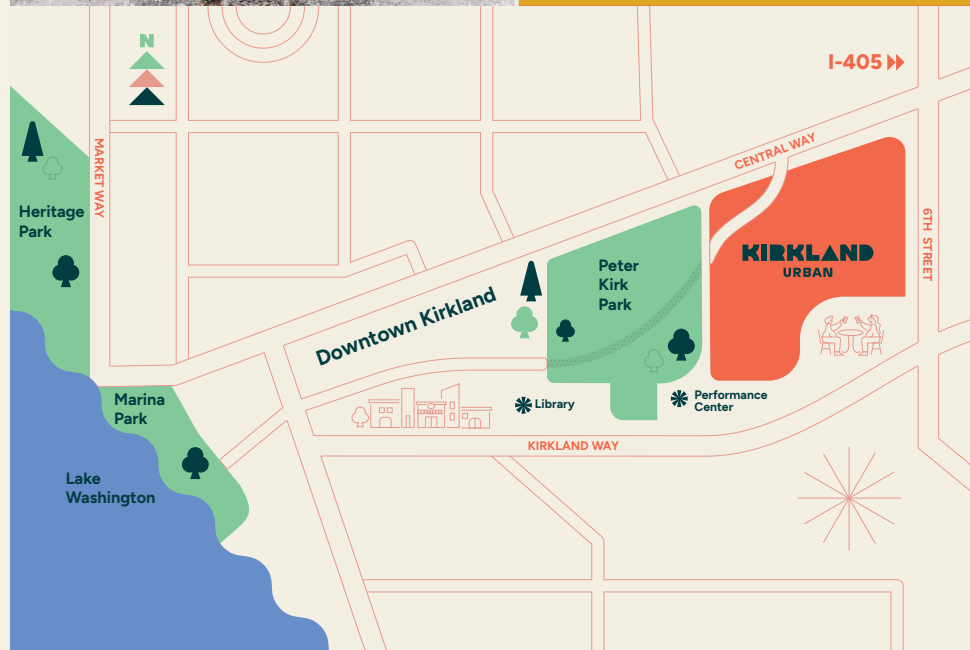 N
I-405
MARKET WAY
CENTRAL WAY
Heritage
Park
6TH STREET
KIRKLAND
URBAN
Peter
Kirk
Park
Downtown Kirkland
Marina
Park
Library
Performance
Center
KIRKLAND WAY
Lake
Washington